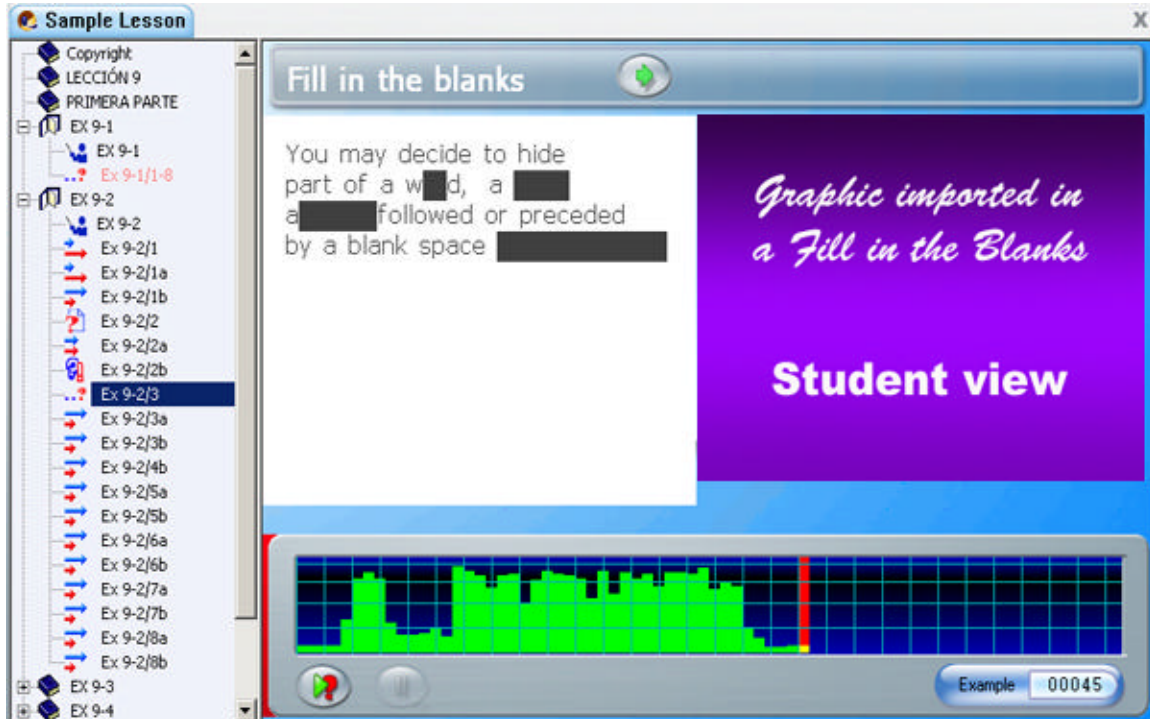 Sample Lesson
X
Copyright
LECCIÓN 9
PRIMERA PARTE
EX 9-1
EX 9-1
Ex 9-1/1-8
EX 9-2
EX 9-2
Ex 9-2/1
Ex 9-2/1a
Ex 9-2/1b
Ex 9-2/2
Ex 9-2/2a
Ex 9-2/2b
Ex 9-2/3
Ex 9-2/3a
Ex 9-2/3b
Ex 9-2/4b
Ex 9-2/5a
Ex 9-2/5b
Ex 9-2/6a
Ex 9-2/6b
Ex 9-2/7a
Ex 9-2/7b
Ex 9-2/8a
Ex 9-2/8b
EX 9-3
EX 9-4
Fill in the blanks
You may decide to hide
part of a w d, a
a followed or preceded
by a blank space
Graphic imported in
a Fill in the Blanks
Student view
Example 00045